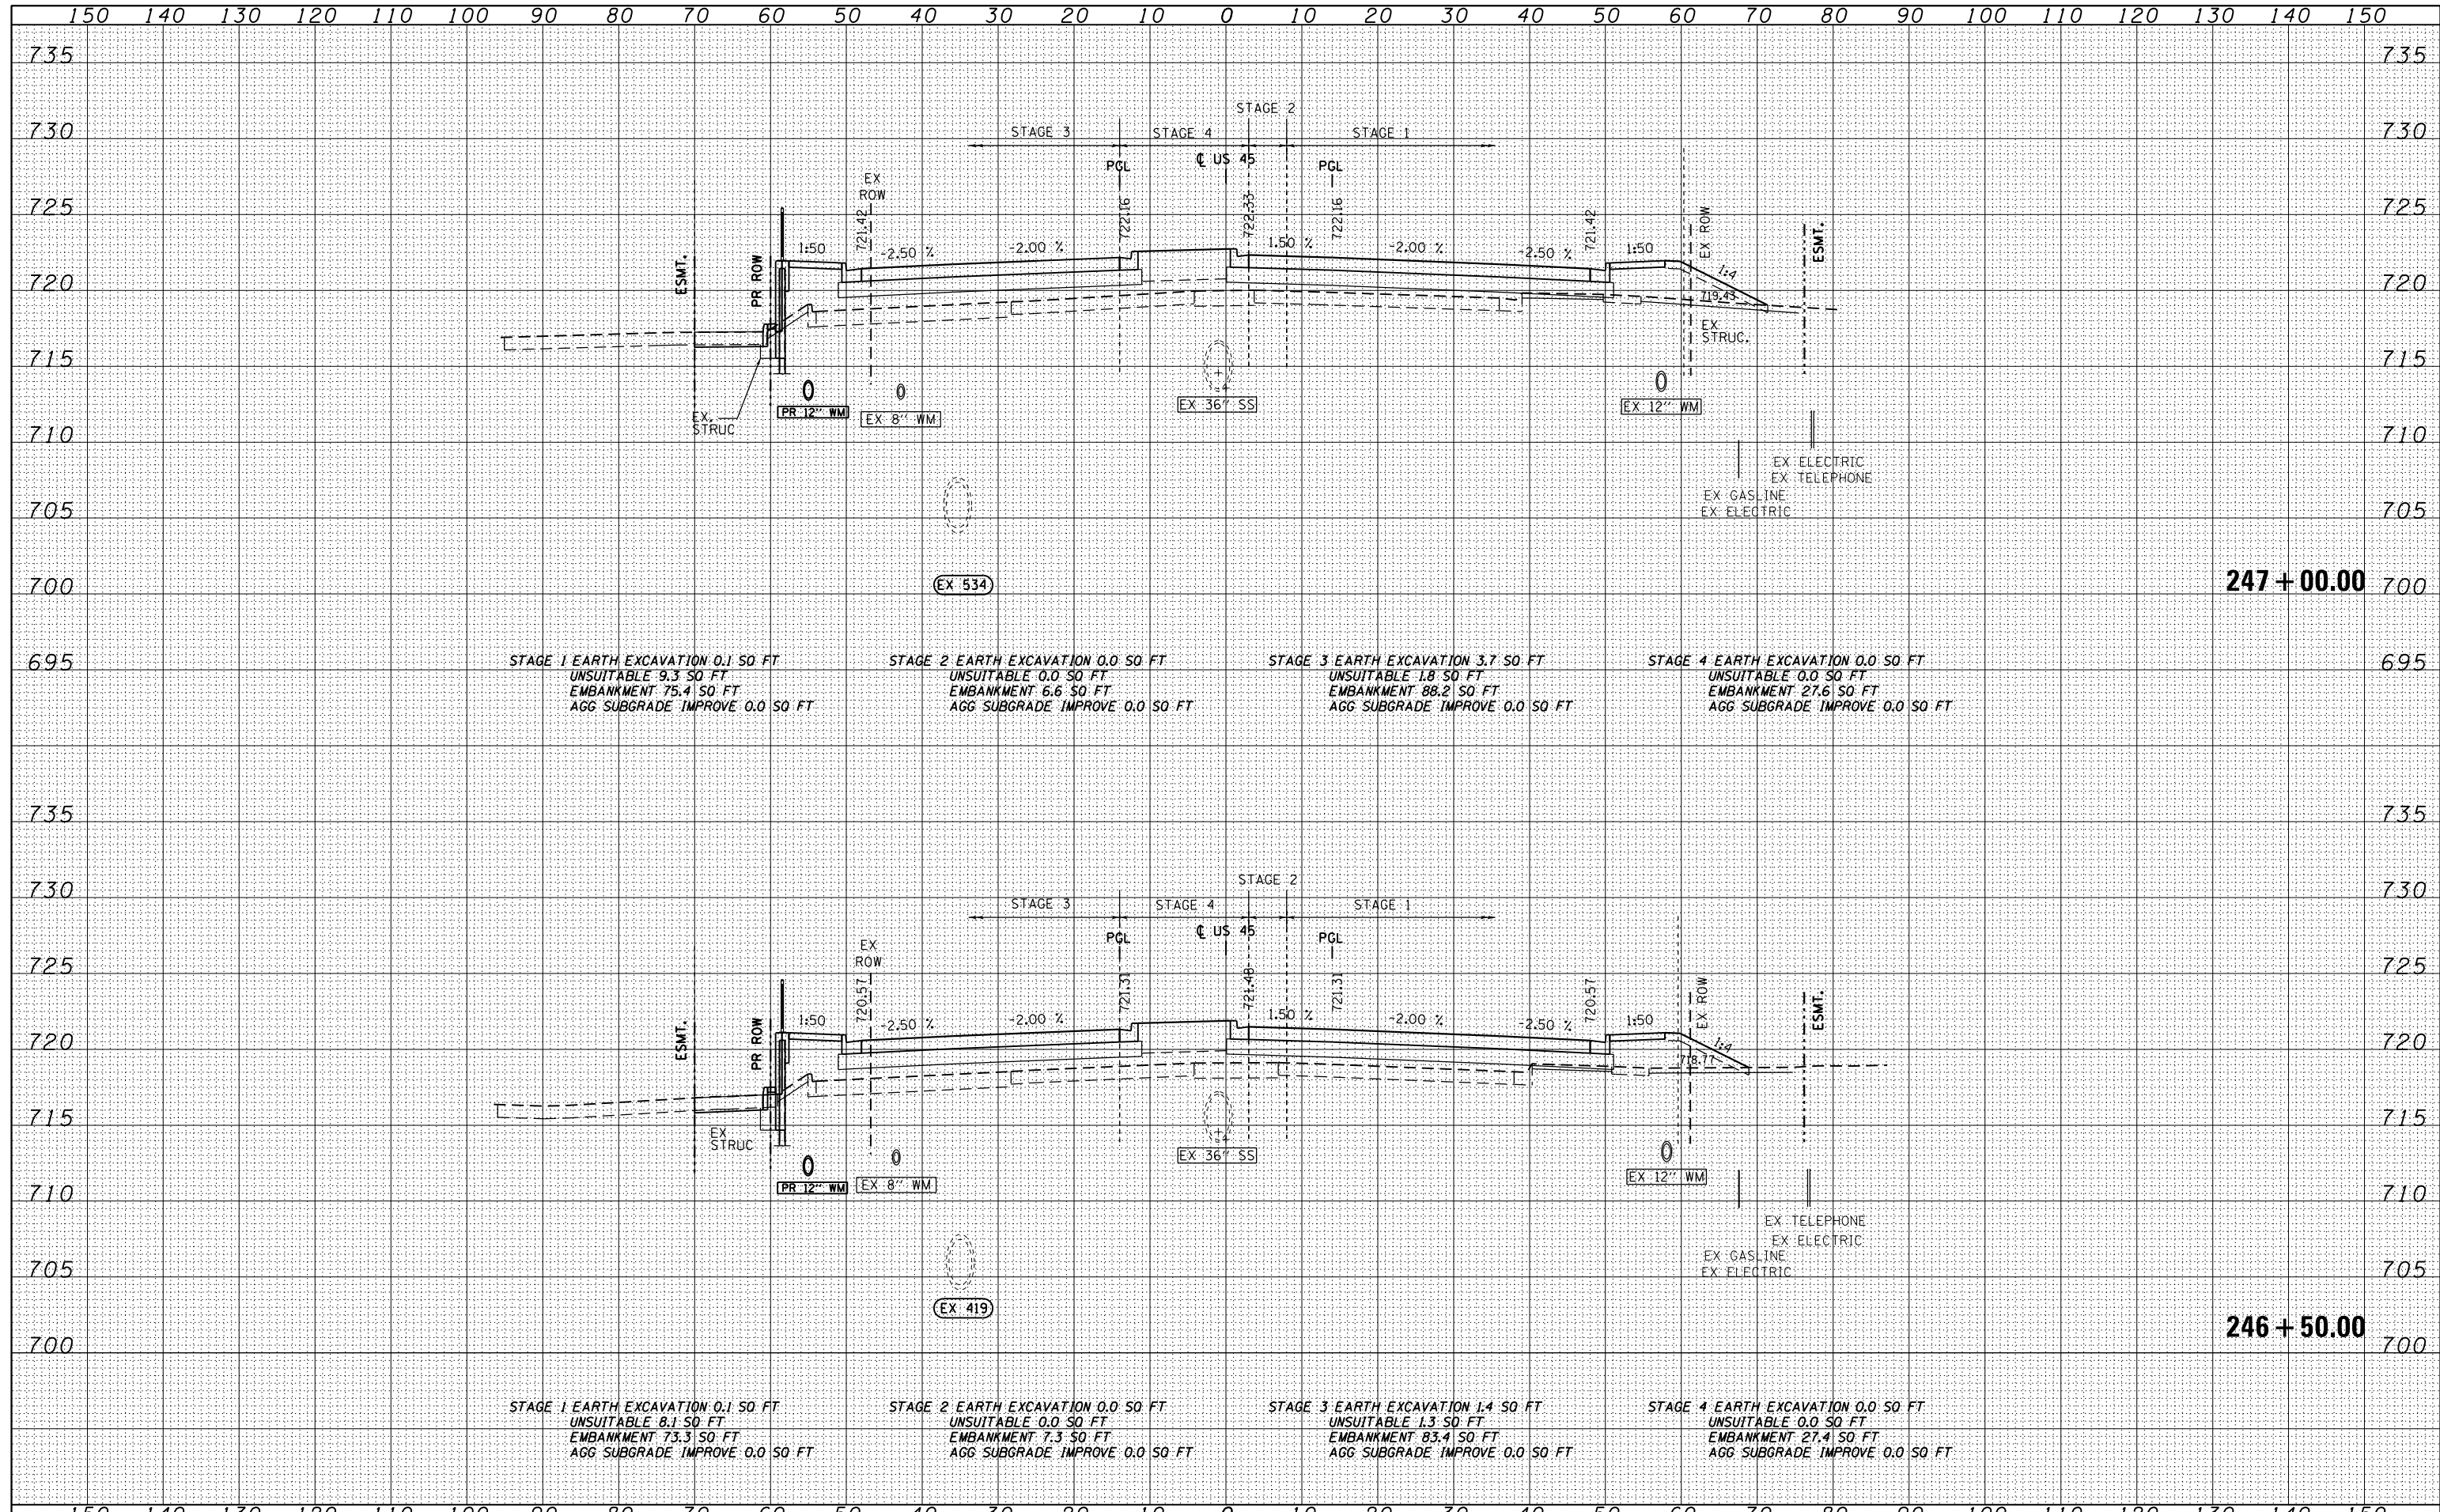 150 140 130 120 110 100 90 80 70 60 50 40 30 20 10 0 10 20 30 40 50 60 70 80 90 100 110 120 130 140 150
735 735
STAGE 2
730 730
STAGE 3 STAGE 4 STAGE 1
PGL ℄ US 45 PGL
EX
ROW
725 725
721.42 722.16 722.33 722.16 721.42 EX ROW ESMT.
1:50 -2.50 % -2.00 % 1.50 % -2.00 % -2.50 % 1:50 1:4
ESMT. PR ROW
720 720
719.43
EX
STRUC.
715 715
PR 12" WM EX 8" WM EX 36" SS EX 12" WM
EX.
STRUC
710 710
EX ELECTRIC
EX TELEPHONE
EX GASLINE
EX ELECTRIC
705 705
EX 534
700 247+00.00 700
695 695
STAGE 1 EARTH EXCAVATION 0.1 SQ FT
UNSUITABLE 9.3 SQ FT
EMBANKMENT 75.4 SQ FT
AGG SUBGRADE IMPROVE 0.0 SQ FT
STAGE 2 EARTH EXCAVATION 0.0 SQ FT
UNSUITABLE 0.0 SQ FT
EMBANKMENT 6.6 SQ FT
AGG SUBGRADE IMPROVE 0.0 SQ FT
STAGE 3 EARTH EXCAVATION 3.7 SQ FT
UNSUITABLE 1.8 SQ FT
EMBANKMENT 88.2 SQ FT
AGG SUBGRADE IMPROVE 0.0 SQ FT
STAGE 4 EARTH EXCAVATION 0.0 SQ FT
UNSUITABLE 0.0 SQ FT
EMBANKMENT 27.6 SQ FT
AGG SUBGRADE IMPROVE 0.0 SQ FT
735 735
STAGE 2
730 730
STAGE 3 STAGE 4 STAGE 1
PGL ℄ US 45 PGL
EX
ROW
725 725
720.57 721.31 721.48 721.31 720.57 EX ROW ESMT.
1:50 -2.50 % -2.00 % 1.50 % -2.00 % -2.50 % 1:50 1:4
ESMT. PR ROW
720 720
718.77
715 715
EX
STRUC
PR 12" WM EX 8" WM EX 36" SS EX 12" WM
710 710
EX TELEPHONE
EX ELECTRIC
EX GASLINE
EX ELECTRIC
705 705
EX 419
700 246+50.00 700
STAGE 1 EARTH EXCAVATION 0.1 SQ FT
UNSUITABLE 8.1 SQ FT
EMBANKMENT 73.3 SQ FT
AGG SUBGRADE IMPROVE 0.0 SQ FT
STAGE 2 EARTH EXCAVATION 0.0 SQ FT
UNSUITABLE 0.0 SQ FT
EMBANKMENT 7.3 SQ FT
AGG SUBGRADE IMPROVE 0.0 SQ FT
STAGE 3 EARTH EXCAVATION 1.4 SQ FT
UNSUITABLE 1.3 SQ FT
EMBANKMENT 83.4 SQ FT
AGG SUBGRADE IMPROVE 0.0 SQ FT
STAGE 4 EARTH EXCAVATION 0.0 SQ FT
UNSUITABLE 0.0 SQ FT
EMBANKMENT 27.4 SQ FT
AGG SUBGRADE IMPROVE 0.0 SQ FT